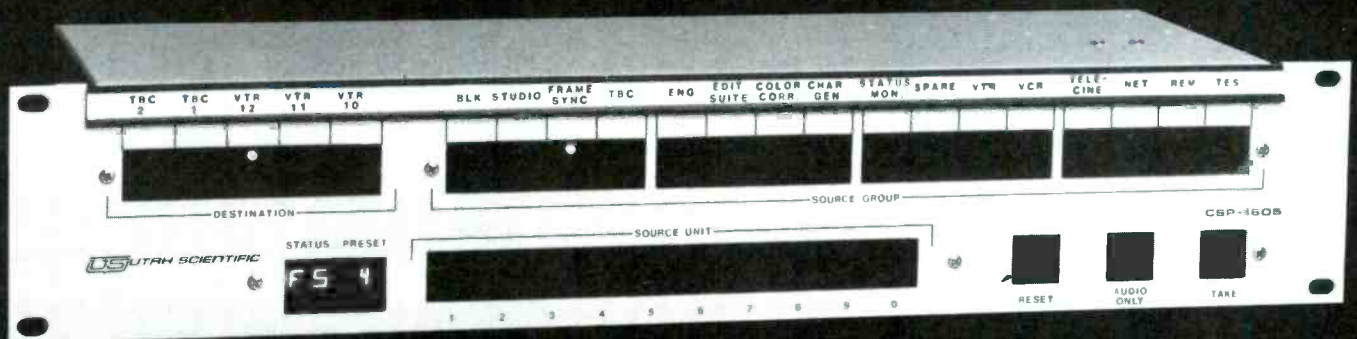 TBC 2
TBC 1
VTR 12
VTR 11
VTR 10
BLK
STUDIO
FRAME SYNC
TBC
ENG
EDIT SUITE
COLOR CORR
CHAR GEN
STATUS MON
SPARE
VTR
VCR
TELE-CINE
NET
REM
TES
DESTINATION
SOURCE GROUP
CSP-1605
US UTAH SCIENTIFIC
STATUS PRESET
FS 4
SOURCE UNIT
1 2 3 4 5 6 7 8 9 0
RESET
AUDIO ONLY
TAKE